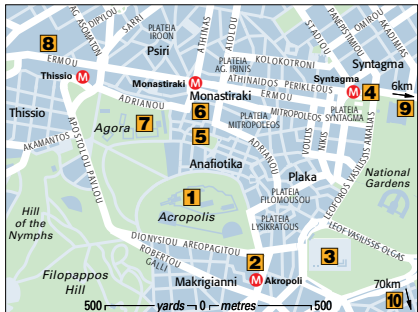 AG. ASOMATON
DIPYLOU
SARRI
PLATEIA
IROON
Psiri
ATHINAS
AIOLOU
PLATEIA
AG. IRINIS
KOLOKOTRONI
STADIOU
PANEPISTIMIOU
OMIROU
AKADIMIAS
8
ERMOU
Thissio
M
Monastiraki
M
ATHINAIDOS PERIKLEOUS
Syntagma
M
Syntagma
4
6km
9
ADRIANOU
Monastiraki
ERMOU
6
PLATEIA
MITROPOLEOS
MITROPOLEOS
PLATEIA
SYNTAGMA
Thissio
Agora
7
5
VOULIS
NIKIS
AKAMANTOS
APOSTOLOU PAVLOU
Anafiotika
ADRIANOU
LEOFOROS VASILISSIS AMALIAS
National
Gardens
Plaka
1
Acropolis
PLATEIA
FILOMOUSOU
Hill
of the
Nymphs
PLATEIA
LYSIKRATOUS
DIONYSIOU AREOPAGITOU
LEOF VASILISSIS OLGAS
ROBERTOU
GALLI
2
3
Filopappos
Hill
Makrigianni
M
Akropoli
70km
10
500 yards 0 metres 500